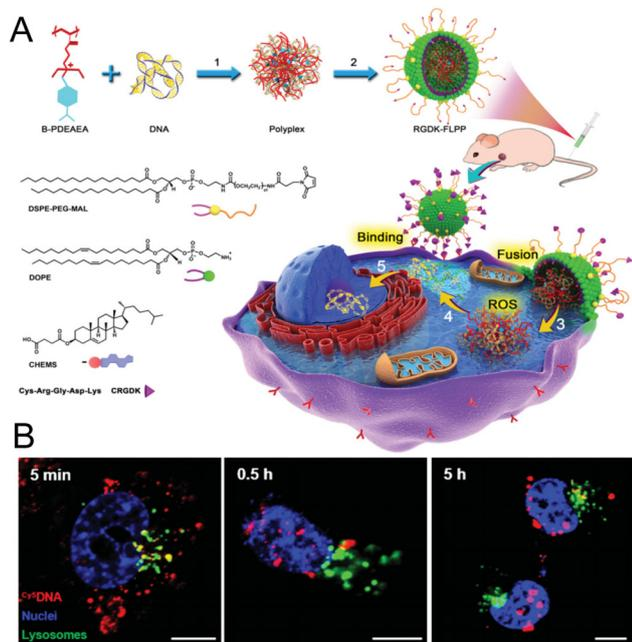 A
1
2
B-PDEAEA
DNA
Polyplex
RGDK-FLPP
DSPE-PEG-MAL
Binding
Fusion
DOPE
5
ROS
4
3
CHEMS
Cys-Arg-Gly-Asp-Lys CRGDK
B
5 min
0.5 h
5 h
Cy5DNA
Nuclei
Lysosomes